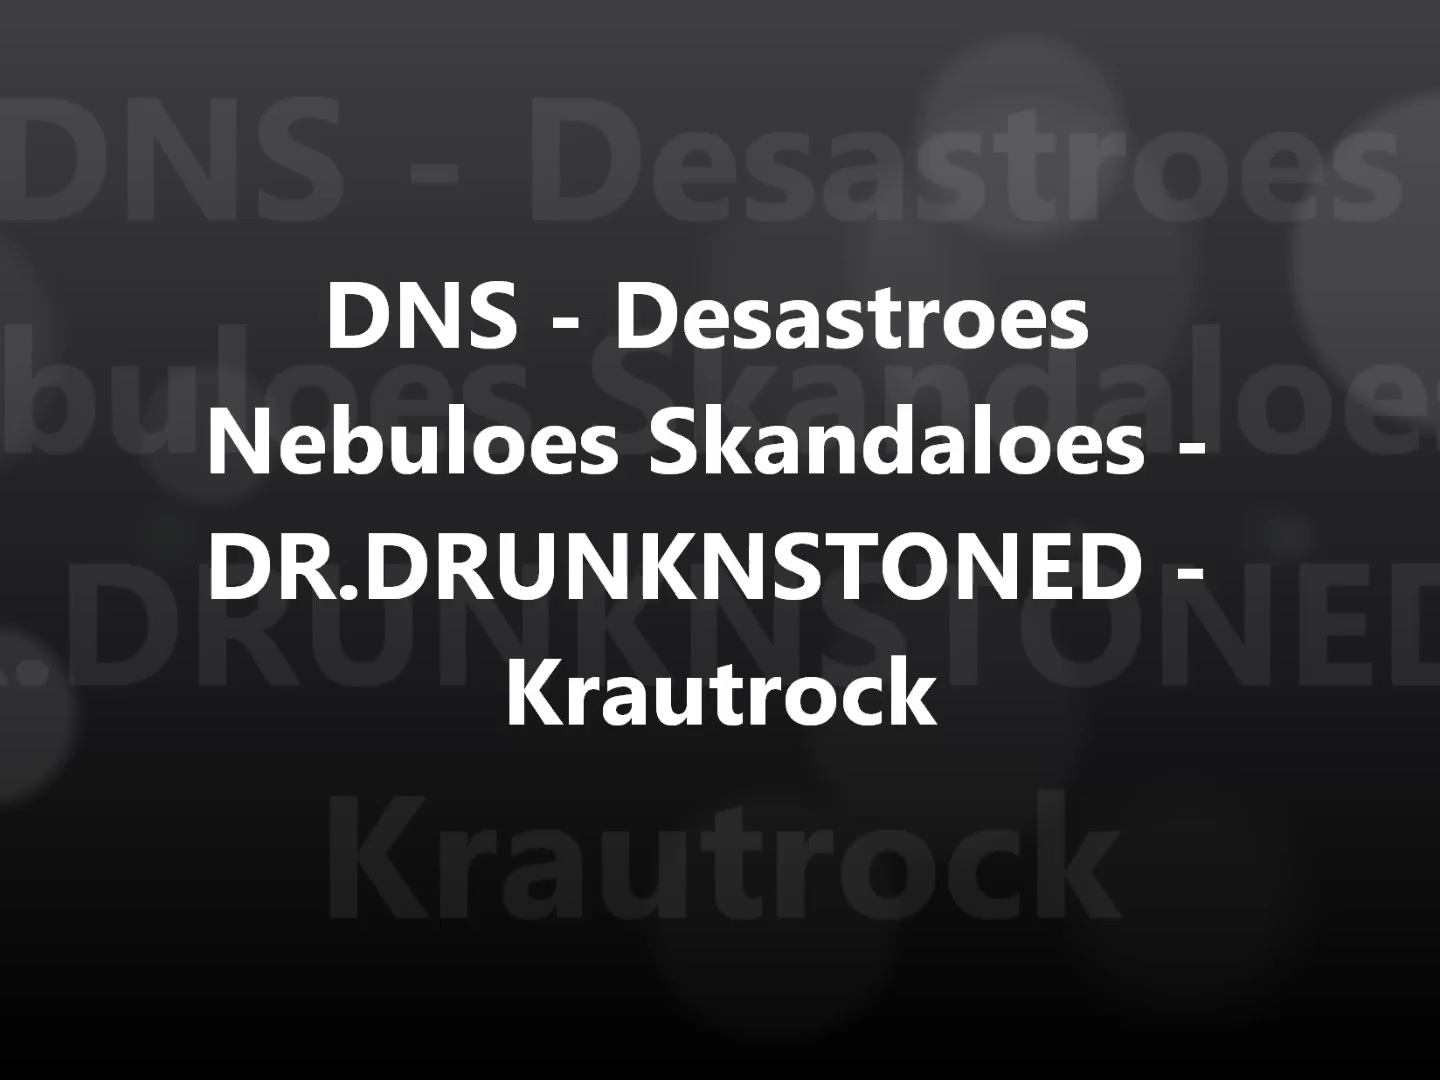 DNS - Desastroes
Nebuloes Skandaloes -
DR.DRUNKNSTONED -
Krautrock